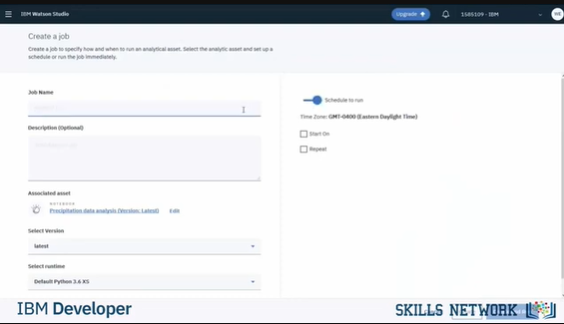 IBM Watson Studio
Upgrade
1585109 - IBM
Create a job
Create a job to specify how and when to run an analytical asset. Select the analytic asset and set up a
schedule or run the job immediately.
Job Name
Schedule to run
Time Zone: GMT-0400 (Eastern Daylight Time)
Description (Optional)
Start On
Repeat
Associated asset
NOTEBOOK
Precipitation data analysis (Version: Latest)
Edit
Select Version
latest
Select runtime
Default Python 3.6 XS
IBM Developer
SKILLS NETWORK